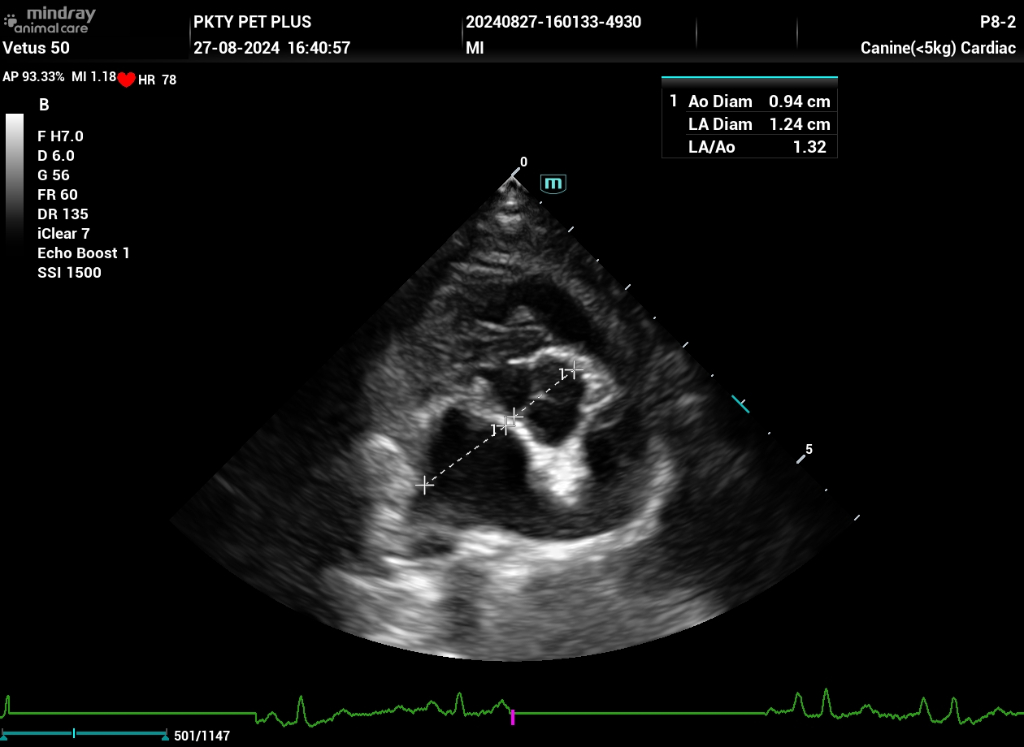 mindray
animalcare
Vetus 50
PKTY PET PLUS
27-08-2024 16:40:57
20240827-160133-4930
MI
P8-2
Canine(<5kg) Cardiac
AP 93.33% MI 1.18 HR 78
B
F H7.0
D 6.0
G 56
FR 60
DR 135
iClear 7
Echo Boost 1
SSI 1500
1 Ao Diam 0.94 cm
LA Diam 1.24 cm
LA/Ao 1.32
0
m
1
1
5
501/1147